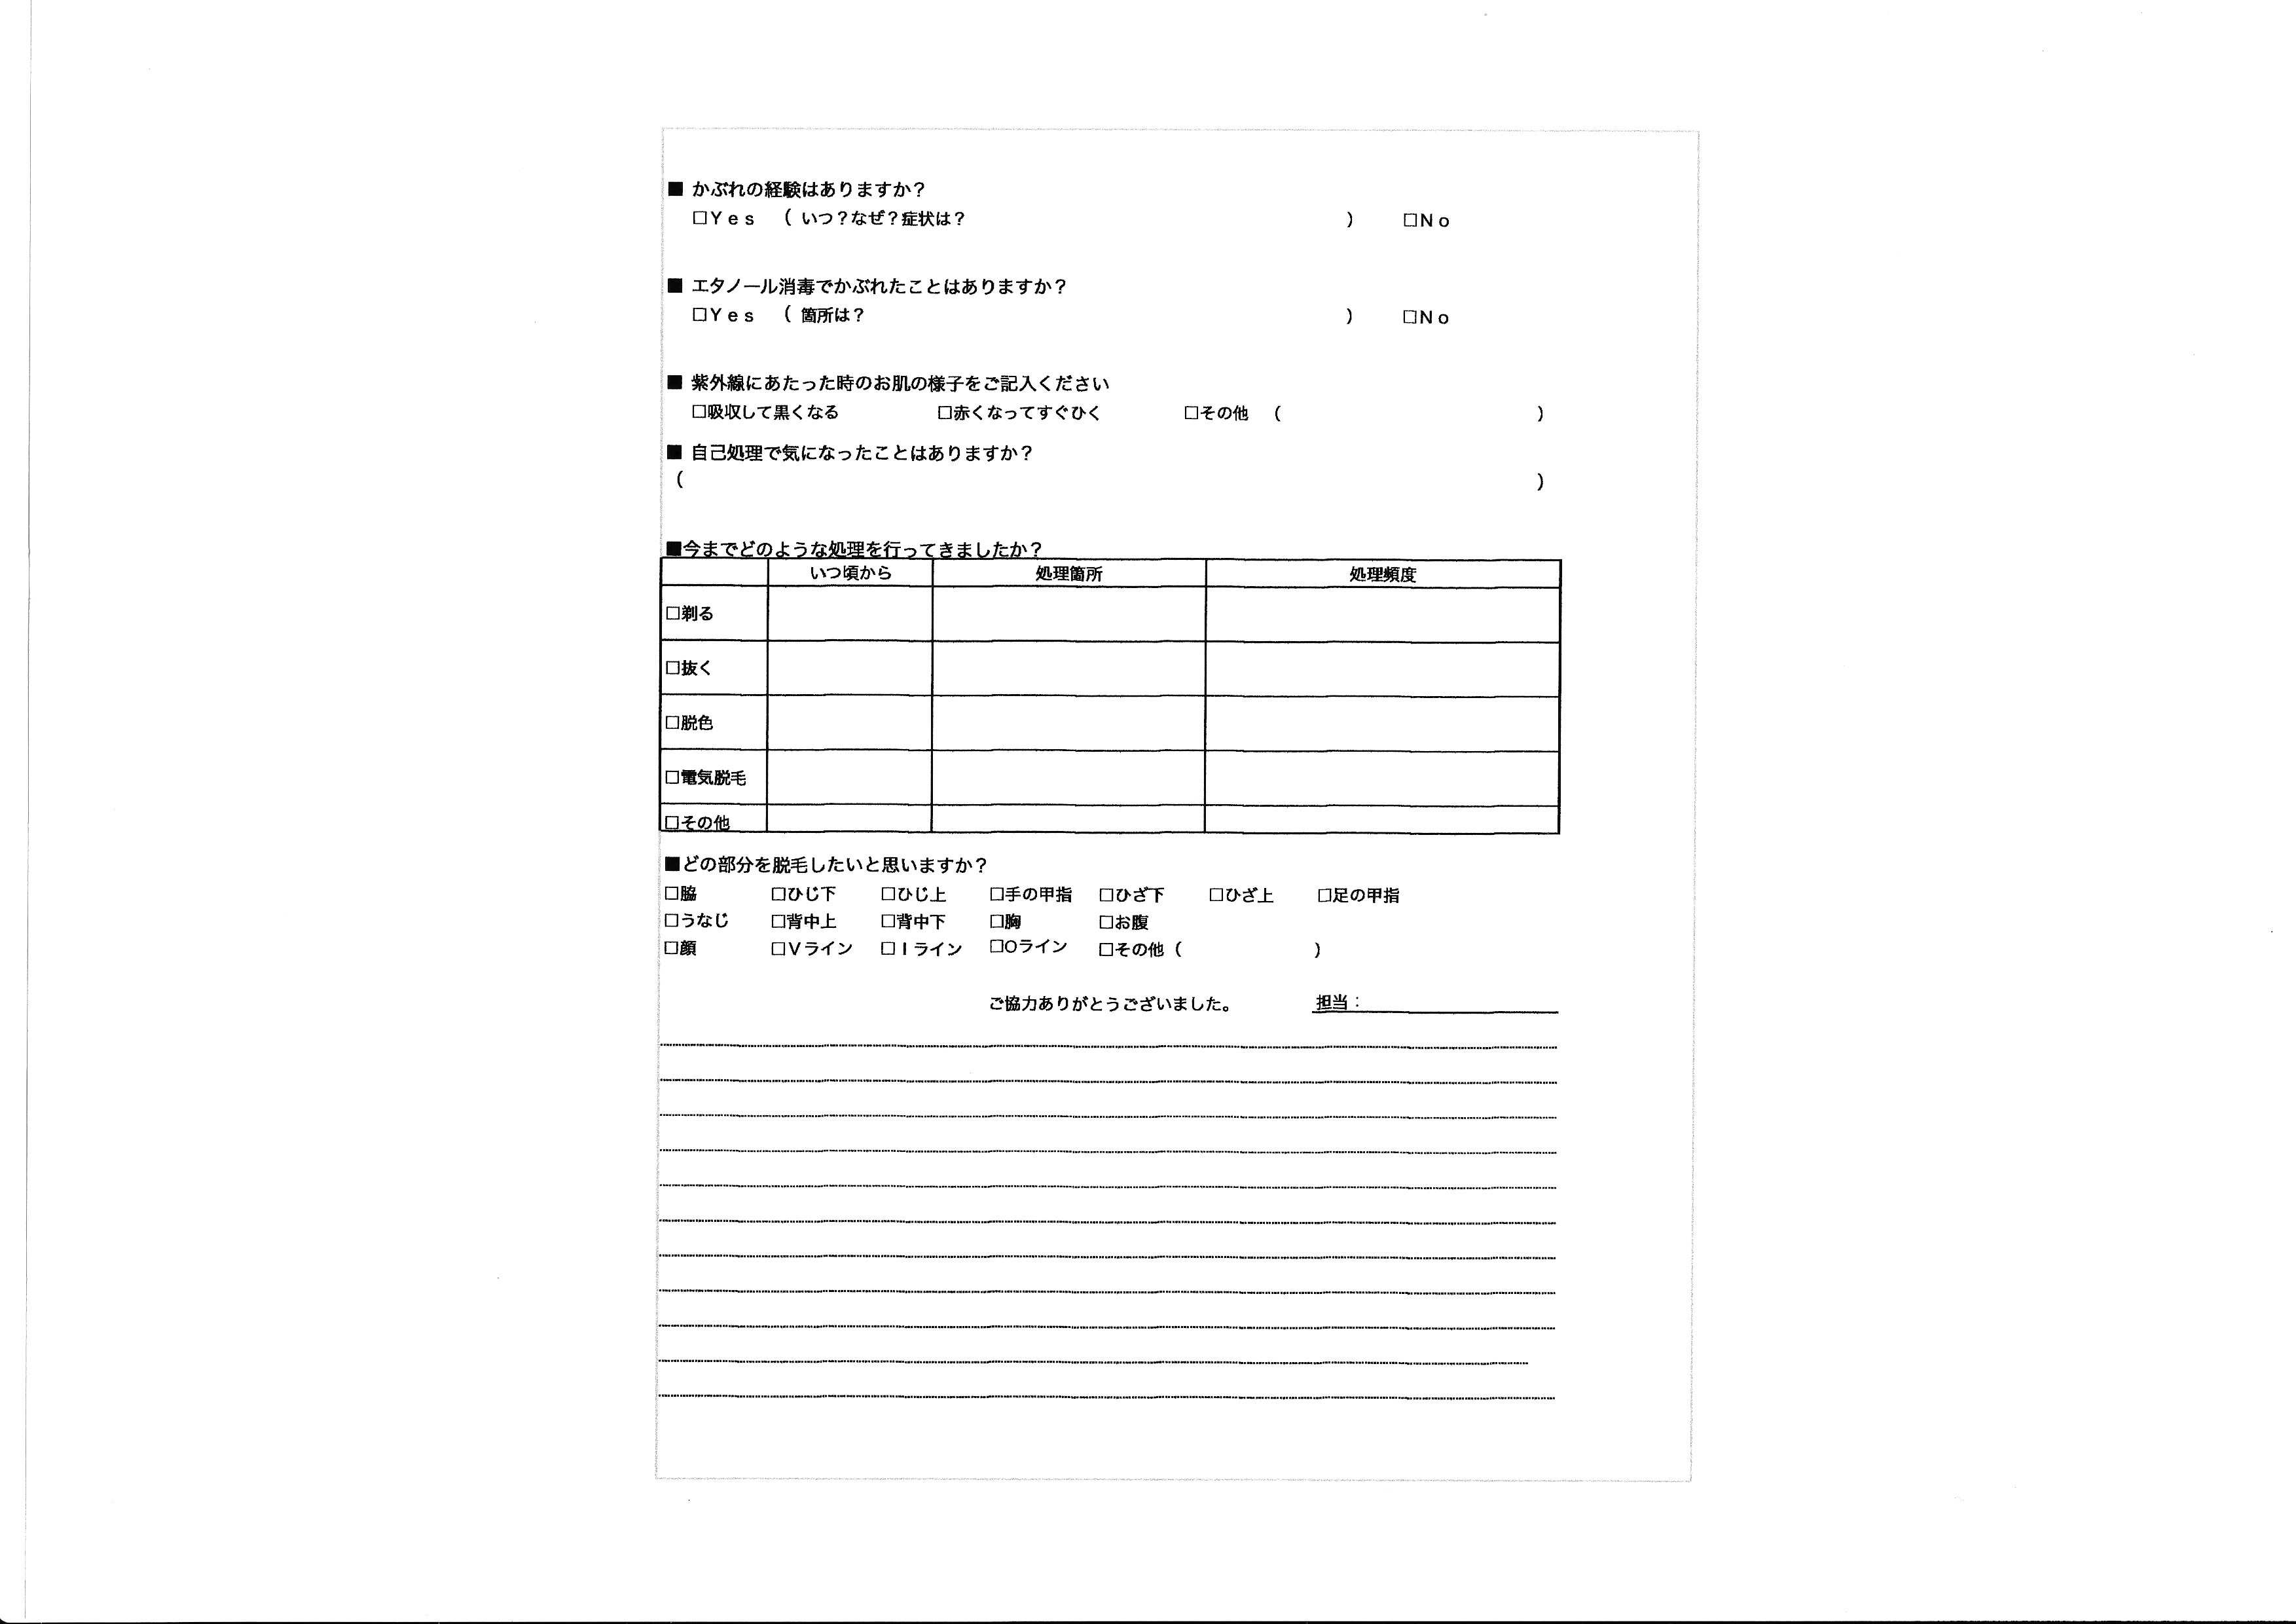 ■ かぶれの経験はありますか？
□Ｙｅｓ （ いつ？なぜ？症状は？ ） □Ｎｏ
■ エタノール消毒でかぶれたことはありますか？
□Ｙｅｓ （ 箇所は？ ） □Ｎｏ
■ 紫外線にあたった時のお肌の様子をご記入ください
□吸収して黒くなる □赤くなってすぐひく □その他 （ ）
■ 自己処理で気になったことはありますか？
（ ）
■今までどのような処理を行ってきましたか？
いつ頃から 処理箇所 処理頻度
□剃る
□抜く
□脱色
□電気脱毛
□その他
■どの部分を脱毛したいと思いますか？
□脇 □ひじ下 □ひじ上 □手の甲指 □ひざ下 □ひざ上 □足の甲指
□うなじ □背中上 □背中下 □胸 □お腹
□顔 □Ｖライン □Ｉライン □Oライン □その他（ ）
ご協力ありがとうございました。 担当：